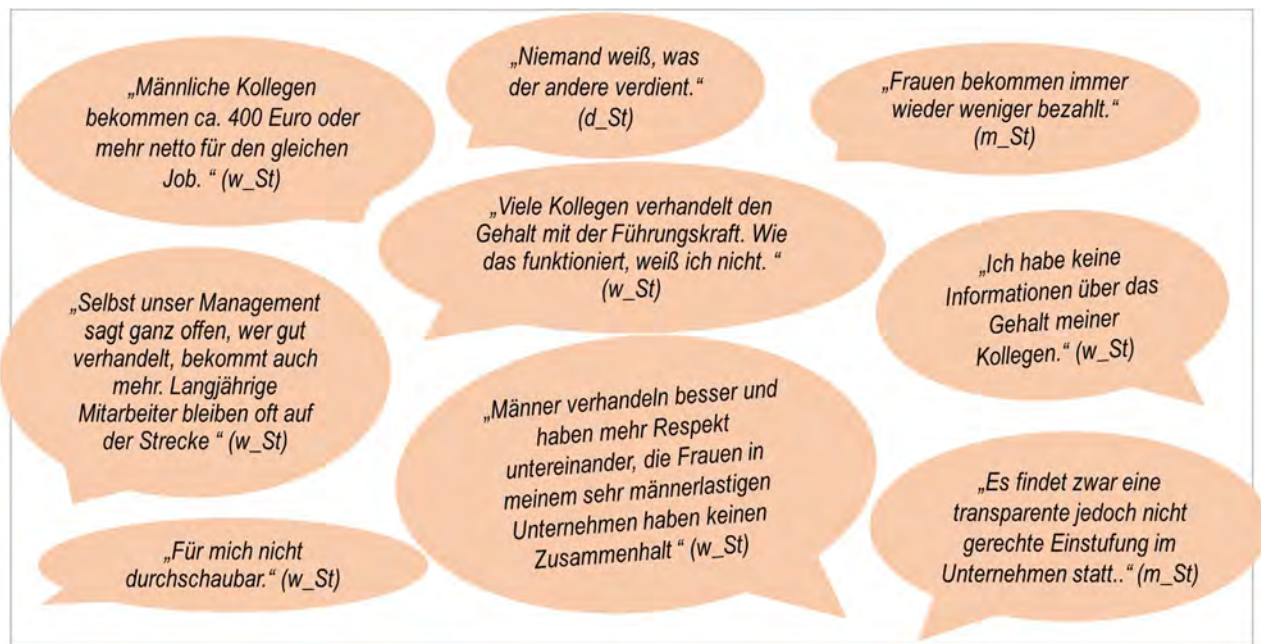 „Männliche Kollegen
bekommen ca. 400 Euro oder
mehr netto für den gleichen
Job. “ (w_St)
„Niemand weiß, was
der andere verdient.“
(d_St)
„Frauen bekommen immer
wieder weniger bezahlt.“
(m_St)
„Viele Kollegen verhandelt den
Gehalt mit der Führungskraft. Wie
das funktioniert, weiß ich nicht. “
(w_St)
„Selbst unser Management
sagt ganz offen, wer gut
verhandelt, bekommt auch
mehr. Langjährige
Mitarbeiter bleiben oft auf
der Strecke “ (w_St)
„Ich habe keine
Informationen über das
Gehalt meiner
Kollegen.“ (w_St)
„Männer verhandeln besser und
haben mehr Respekt
untereinander, die Frauen in
meinem sehr männerlastigen
Unternehmen haben keinen
Zusammenhalt “ (w_St)
„Für mich nicht
durchschaubar.“ (w_St)
„Es findet zwar eine
transparente jedoch nicht
gerechte Einstufung im
Unternehmen statt..“ (m_St)